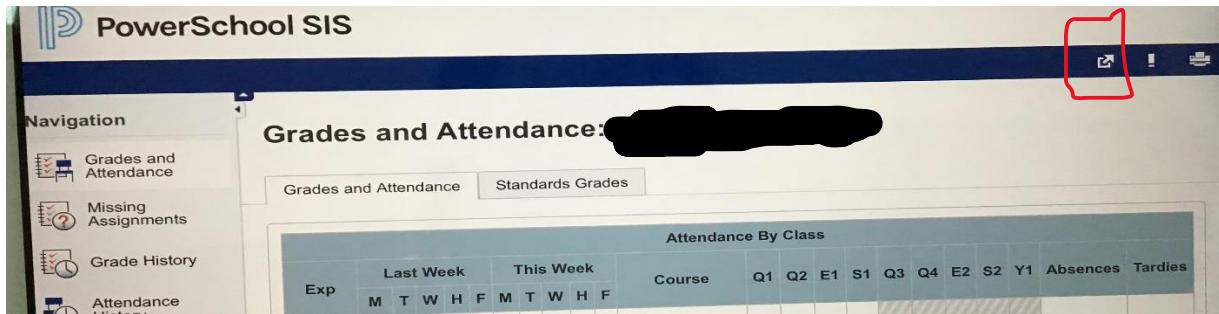 PowerSchool SIS
Navigation
Grades and
Attendance
Missing
Assignments
Grade History
Attendance
Grades and Attendance:
Grades and Attendance
Standards Grades
Attendance By Class
Exp
Last Week
This Week
Course
Q1 Q2 E1 S1 Q3 Q4 E2 S2 Y1
Absences
Tardies
M T W H F M T W H F